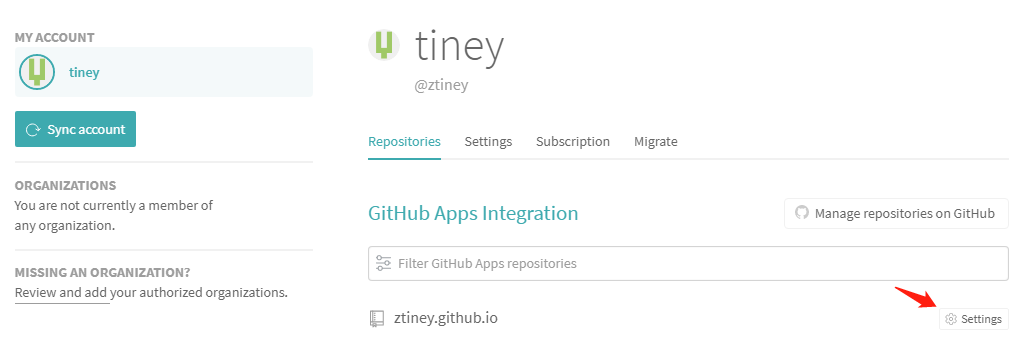 MY ACCOUNT
tiney
Sync account
ORGANIZATIONS
You are not currently a member of
any organization.
MISSING AN ORGANIZATION?
Review and add your authorized organizations.
tiney
@ztiney
Repositories Settings Subscription Migrate
GitHub Apps Integration
Manage repositories on GitHub
Filter GitHub Apps repositories
ztiney.github.io
Settings